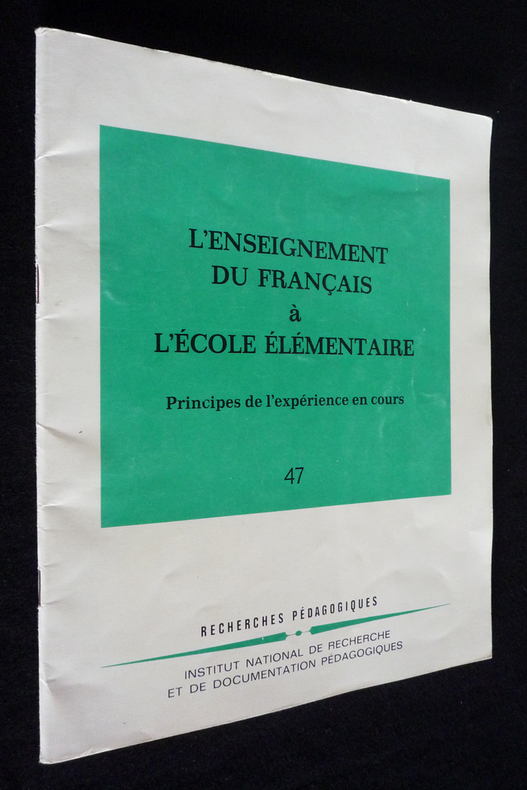 L'ENSEIGNEMENT
DU FRANÇAIS
à
L'ÉCOLE ÉLÉMENTAIRE
Principes de l'expérience en cours
47
RECHERCHES PÉDAGOGIQUES
INSTITUT NATIONAL DE RECHERCHE
ET DE DOCUMENTATION PÉDAGOGIQUES